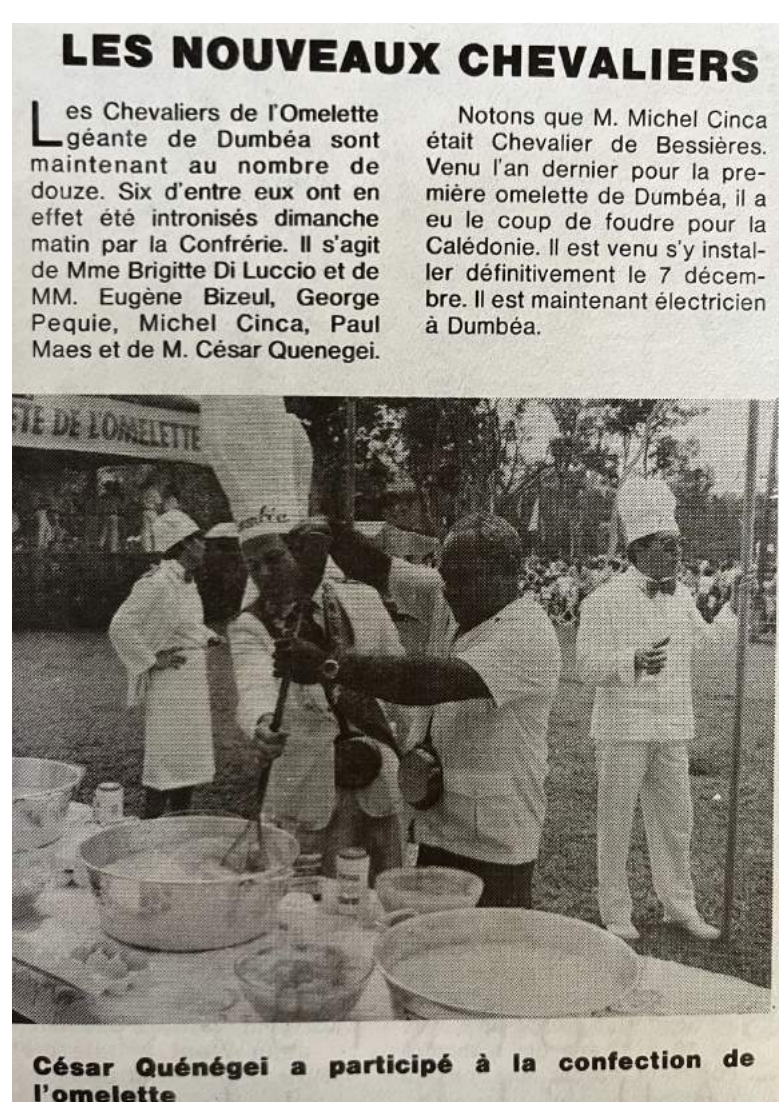 LES NOUVEAUX CHEVALIERS
Les Chevaliers de l'Omelette
géante de Dumbéa sont
maintenant au nombre de
douze. Six d'entre eux ont en
effet été intronisés dimanche
matin par la Confrérie. Il s'agit
de Mme Brigitte Di Luccio et de
MM. Eugène Bizeul, George
Pequie, Michel Cinca, Paul
Maes et de M. César Quenegei.
Notons que M. Michel Cinca
était Chevalier de Bessières.
Venu l'an dernier pour la pre-
mière omelette de Dumbéa, il a
eu le coup de foudre pour la
Calédonie. Il est venu s'y instal-
ler définitivement le 7 décem-
bre. Il est maintenant électricien
à Dumbéa.
DE L'OMELETTE
César Quénégei a participé à la confection de
l'omelette